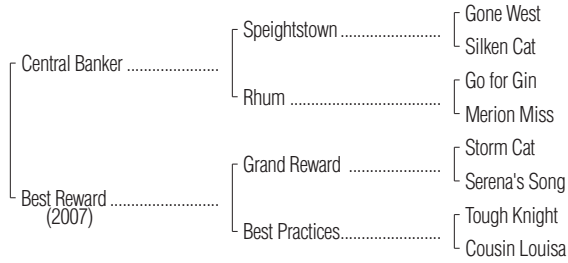 Gone West
Speightstown
Silken Cat
Central Banker
Go for Gin
Rhum
Merion Miss
Storm Cat
Grand Reward
Serena's Song
Best Reward
(2007)
Tough Knight
Best Practices
Cousin Louisa